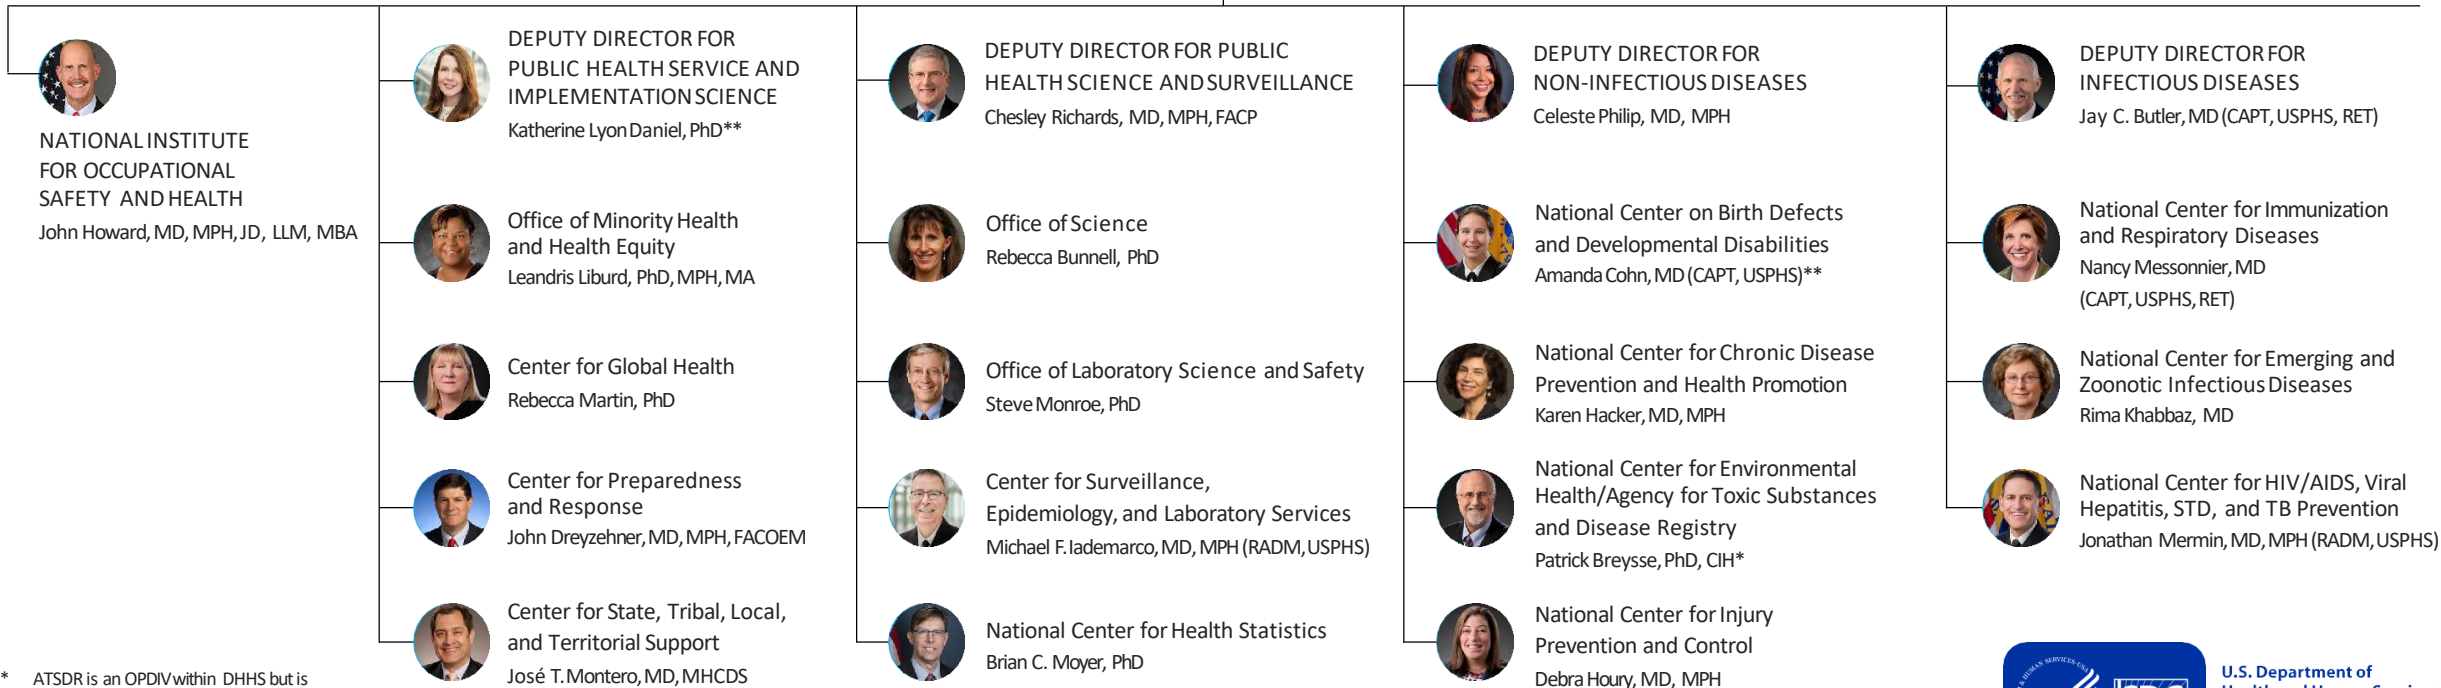 NATIONAL INSTITUTE
FOR OCCUPATIONAL
SAFETY AND HEALTH
John Howard, MD, MPH, JD, LLM, MBA
DEPUTY DIRECTOR FOR
PUBLIC HEALTH SERVICE AND
IMPLEMENTATION SCIENCE
Katherine Lyon Daniel, PhD**
Office of Minority Health
and Health Equity
Leandris Liburd, PhD, MPH, MA
Center for Global Health
Rebecca Martin, PhD
Center for Preparedness
and Response
John Dreyzehner, MD, MPH, FACOEM
Center for State, Tribal, Local,
and Territorial Support
José T. Montero, MD, MHCDS
DEPUTY DIRECTOR FOR PUBLIC
HEALTH SCIENCE AND SURVEILLANCE
Chesley Richards, MD, MPH, FACP
Office of Science
Rebecca Bunnell, PhD
Office of Laboratory Science and Safety
Steve Monroe, PhD
Center for Surveillance,
Epidemiology, and Laboratory Services
Michael F. Iademarco, MD, MPH (RADM, USPHS)
National Center for Health Statistics
Brian C. Moyer, PhD
DEPUTY DIRECTOR FOR
NON-INFECTIOUS DISEASES
Celeste Philip, MD, MPH
National Center on Birth Defects
and Developmental Disabilities
Amanda Cohn, MD (CAPT, USPHS)**
National Center for Chronic Disease
Prevention and Health Promotion
Karen Hacker, MD, MPH
National Center for Environmental
Health/Agency for Toxic Substances
and Disease Registry
Patrick Breysse, PhD, CIH*
National Center for Injury
Prevention and Control
Debra Houry, MD, MPH
DEPUTY DIRECTOR FOR
INFECTIOUS DISEASES
Jay C. Butler, MD (CAPT, USPHS, RET)
National Center for Immunization
and Respiratory Diseases
Nancy Messonnier, MD
(CAPT, USPHS, RET)
National Center for Emerging and
Zoonotic Infectious Diseases
Rima Khabbaz, MD
National Center for HIV/AIDS, Viral
Hepatitis, STD, and TB Prevention
Jonathan Mermin, MD, MPH (RADM, USPHS)
* ATSDR is an OPDIV within DHHS but is
& HUMAN SERVICES·USA
U.S. Department of